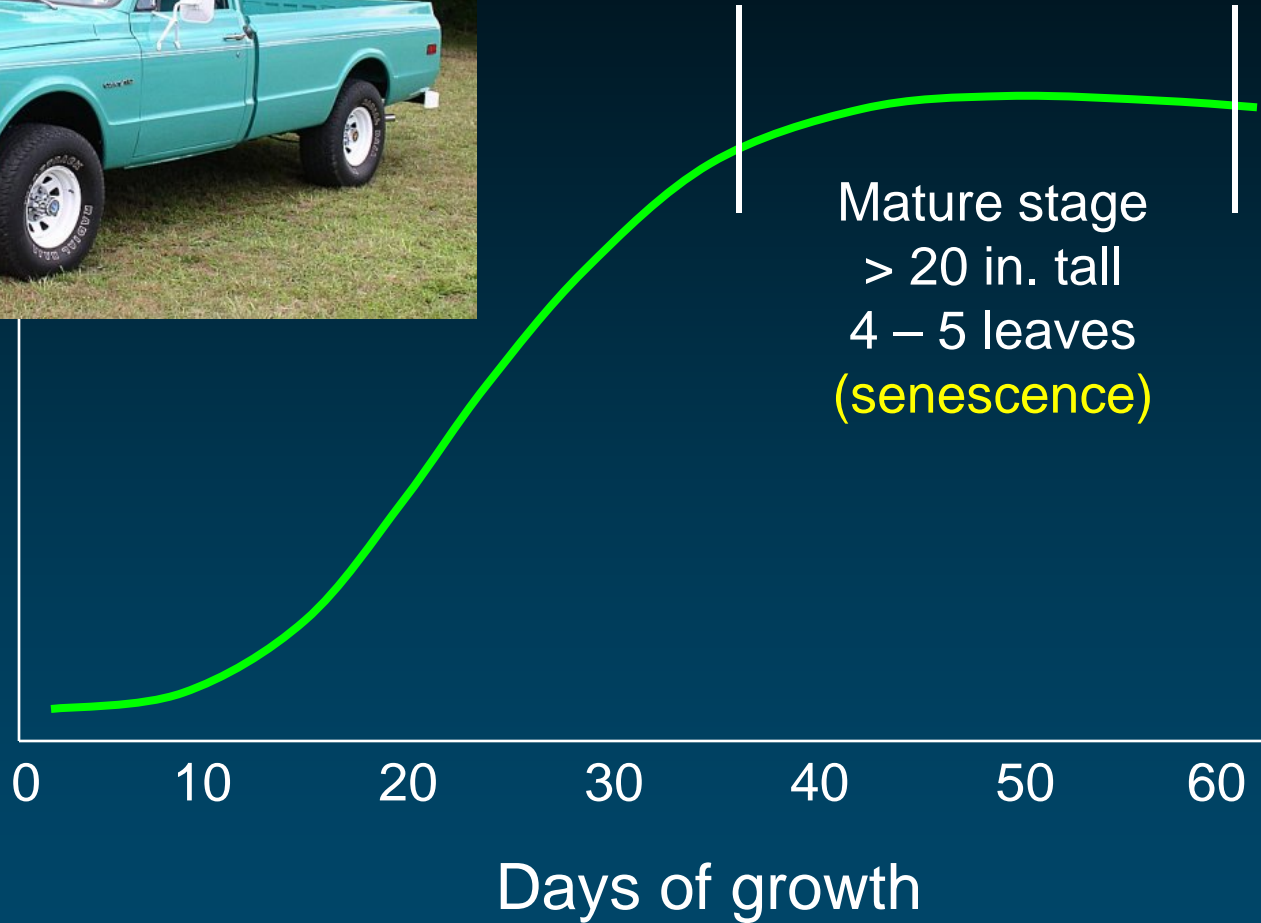 Mature stage
> 20 in. tall
4 – 5 leaves
(senescence)
0 10 20 30 40 50 60
Days of growth